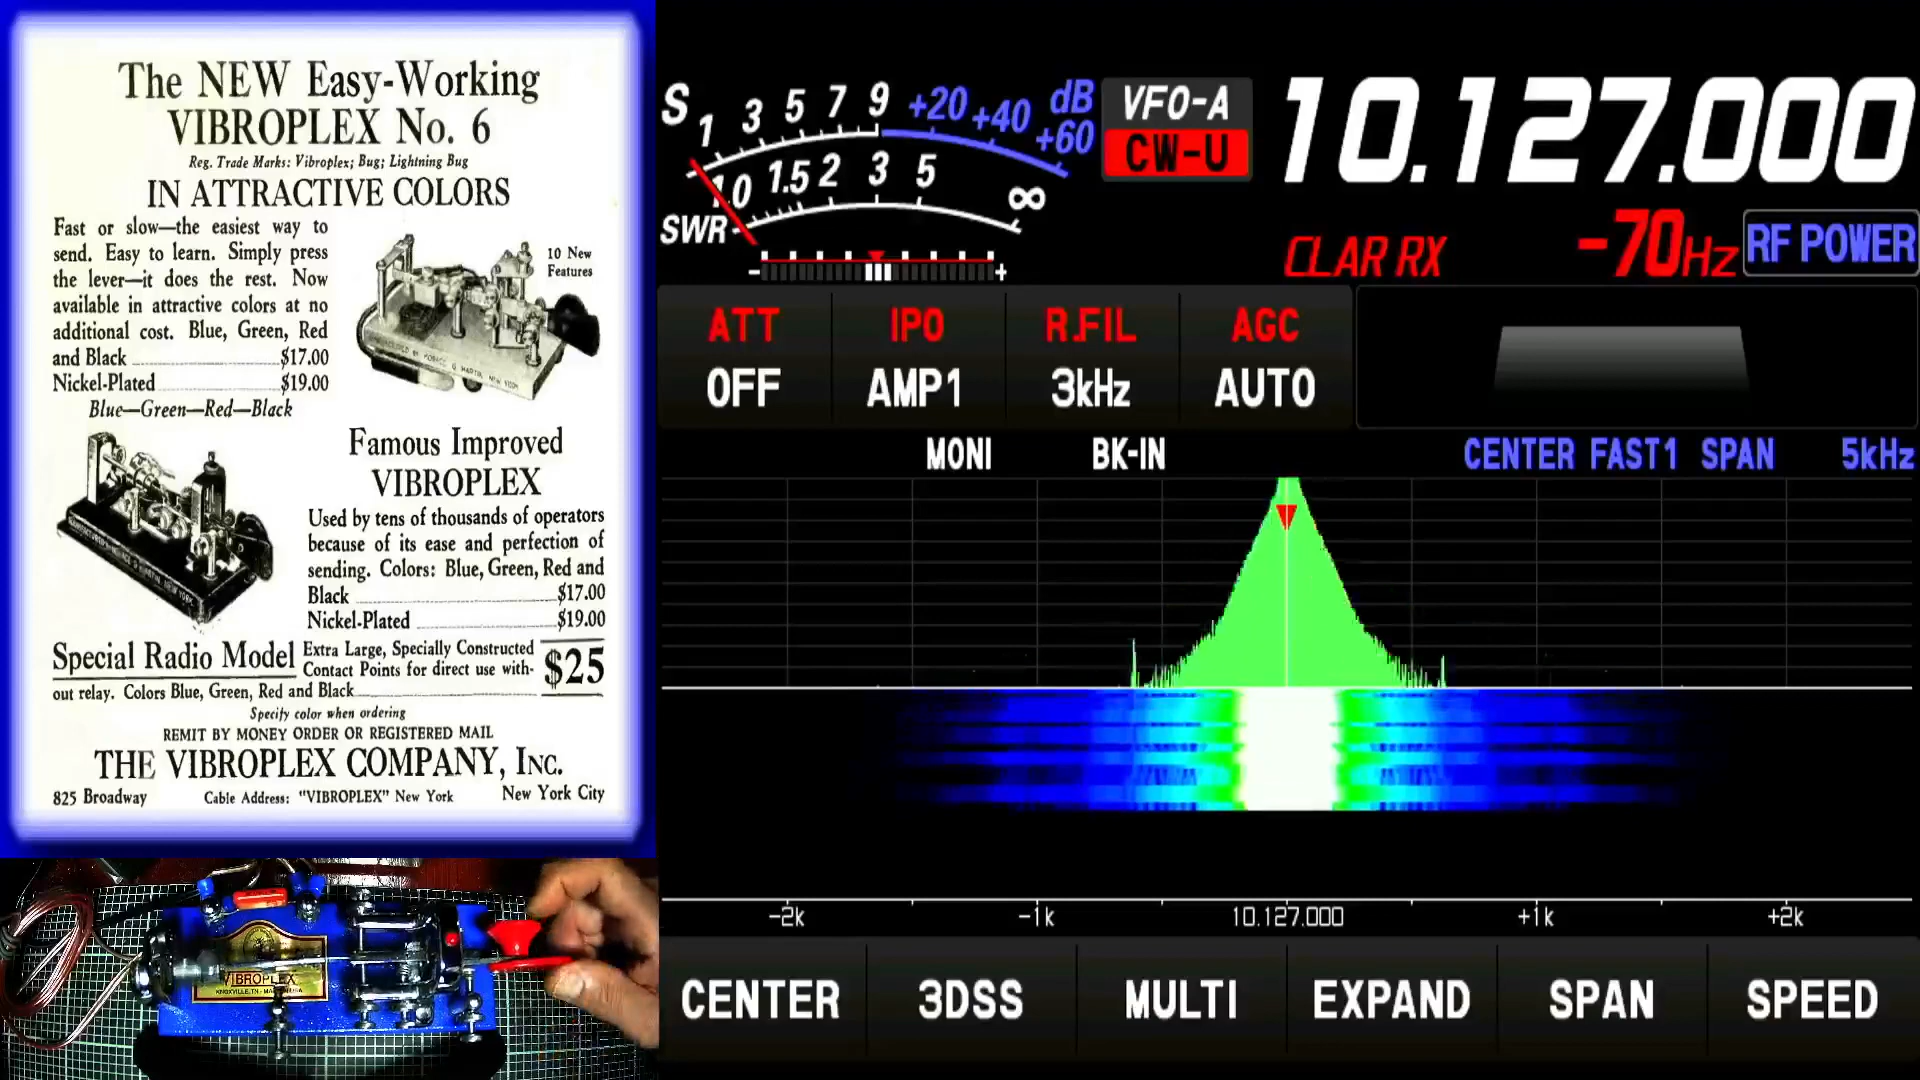 The NEW Easy-Working
VIBROPLEX No. 6
Reg. Trade Marks: Vibroplex; Bug; Lightning Bug
IN ATTRACTIVE COLORS
Fast or slow—the easiest way to
send. Easy to learn. Simply press
the lever—it does the rest. Now
available in attractive colors at no
additional cost. Blue, Green, Red
and Black $17.00
Nickel-Plated $19.00
Blue—Green—Red—Black
10 New
Features
Famous Improved
VIBROPLEX
Used by tens of thousands of operators
because of its ease and perfection of
sending. Colors: Blue, Green, Red and
Black $17.00
Nickel-Plated $19.00
Special Radio Model
Extra Large, Specially Constructed
Contact Points for direct use with-
out relay. Colors Blue, Green, Red and Black
$25
Specify color when ordering
REMIT BY MONEY ORDER OR REGISTERED MAIL
THE VIBROPLEX COMPANY, INC.
825 Broadway Cable Address: "VIBROPLEX" New York New York City
VIBROPLEX
S 1 3 5 7 9 +20 +40 +60 dB
SWR 1.0 1.5 2 3 5 ∞
- +
VFO-A
CW-U
10.127.000
CLAR RX -70Hz
RF POWER
ATT IPO R.FIL AGC
OFF AMP1 3kHz AUTO
MONI BK-IN CENTER FAST1 SPAN 5kHz
-2k -1k 10.127.000 +1k +2k
CENTER 3DSS MULTI EXPAND SPAN SPEED